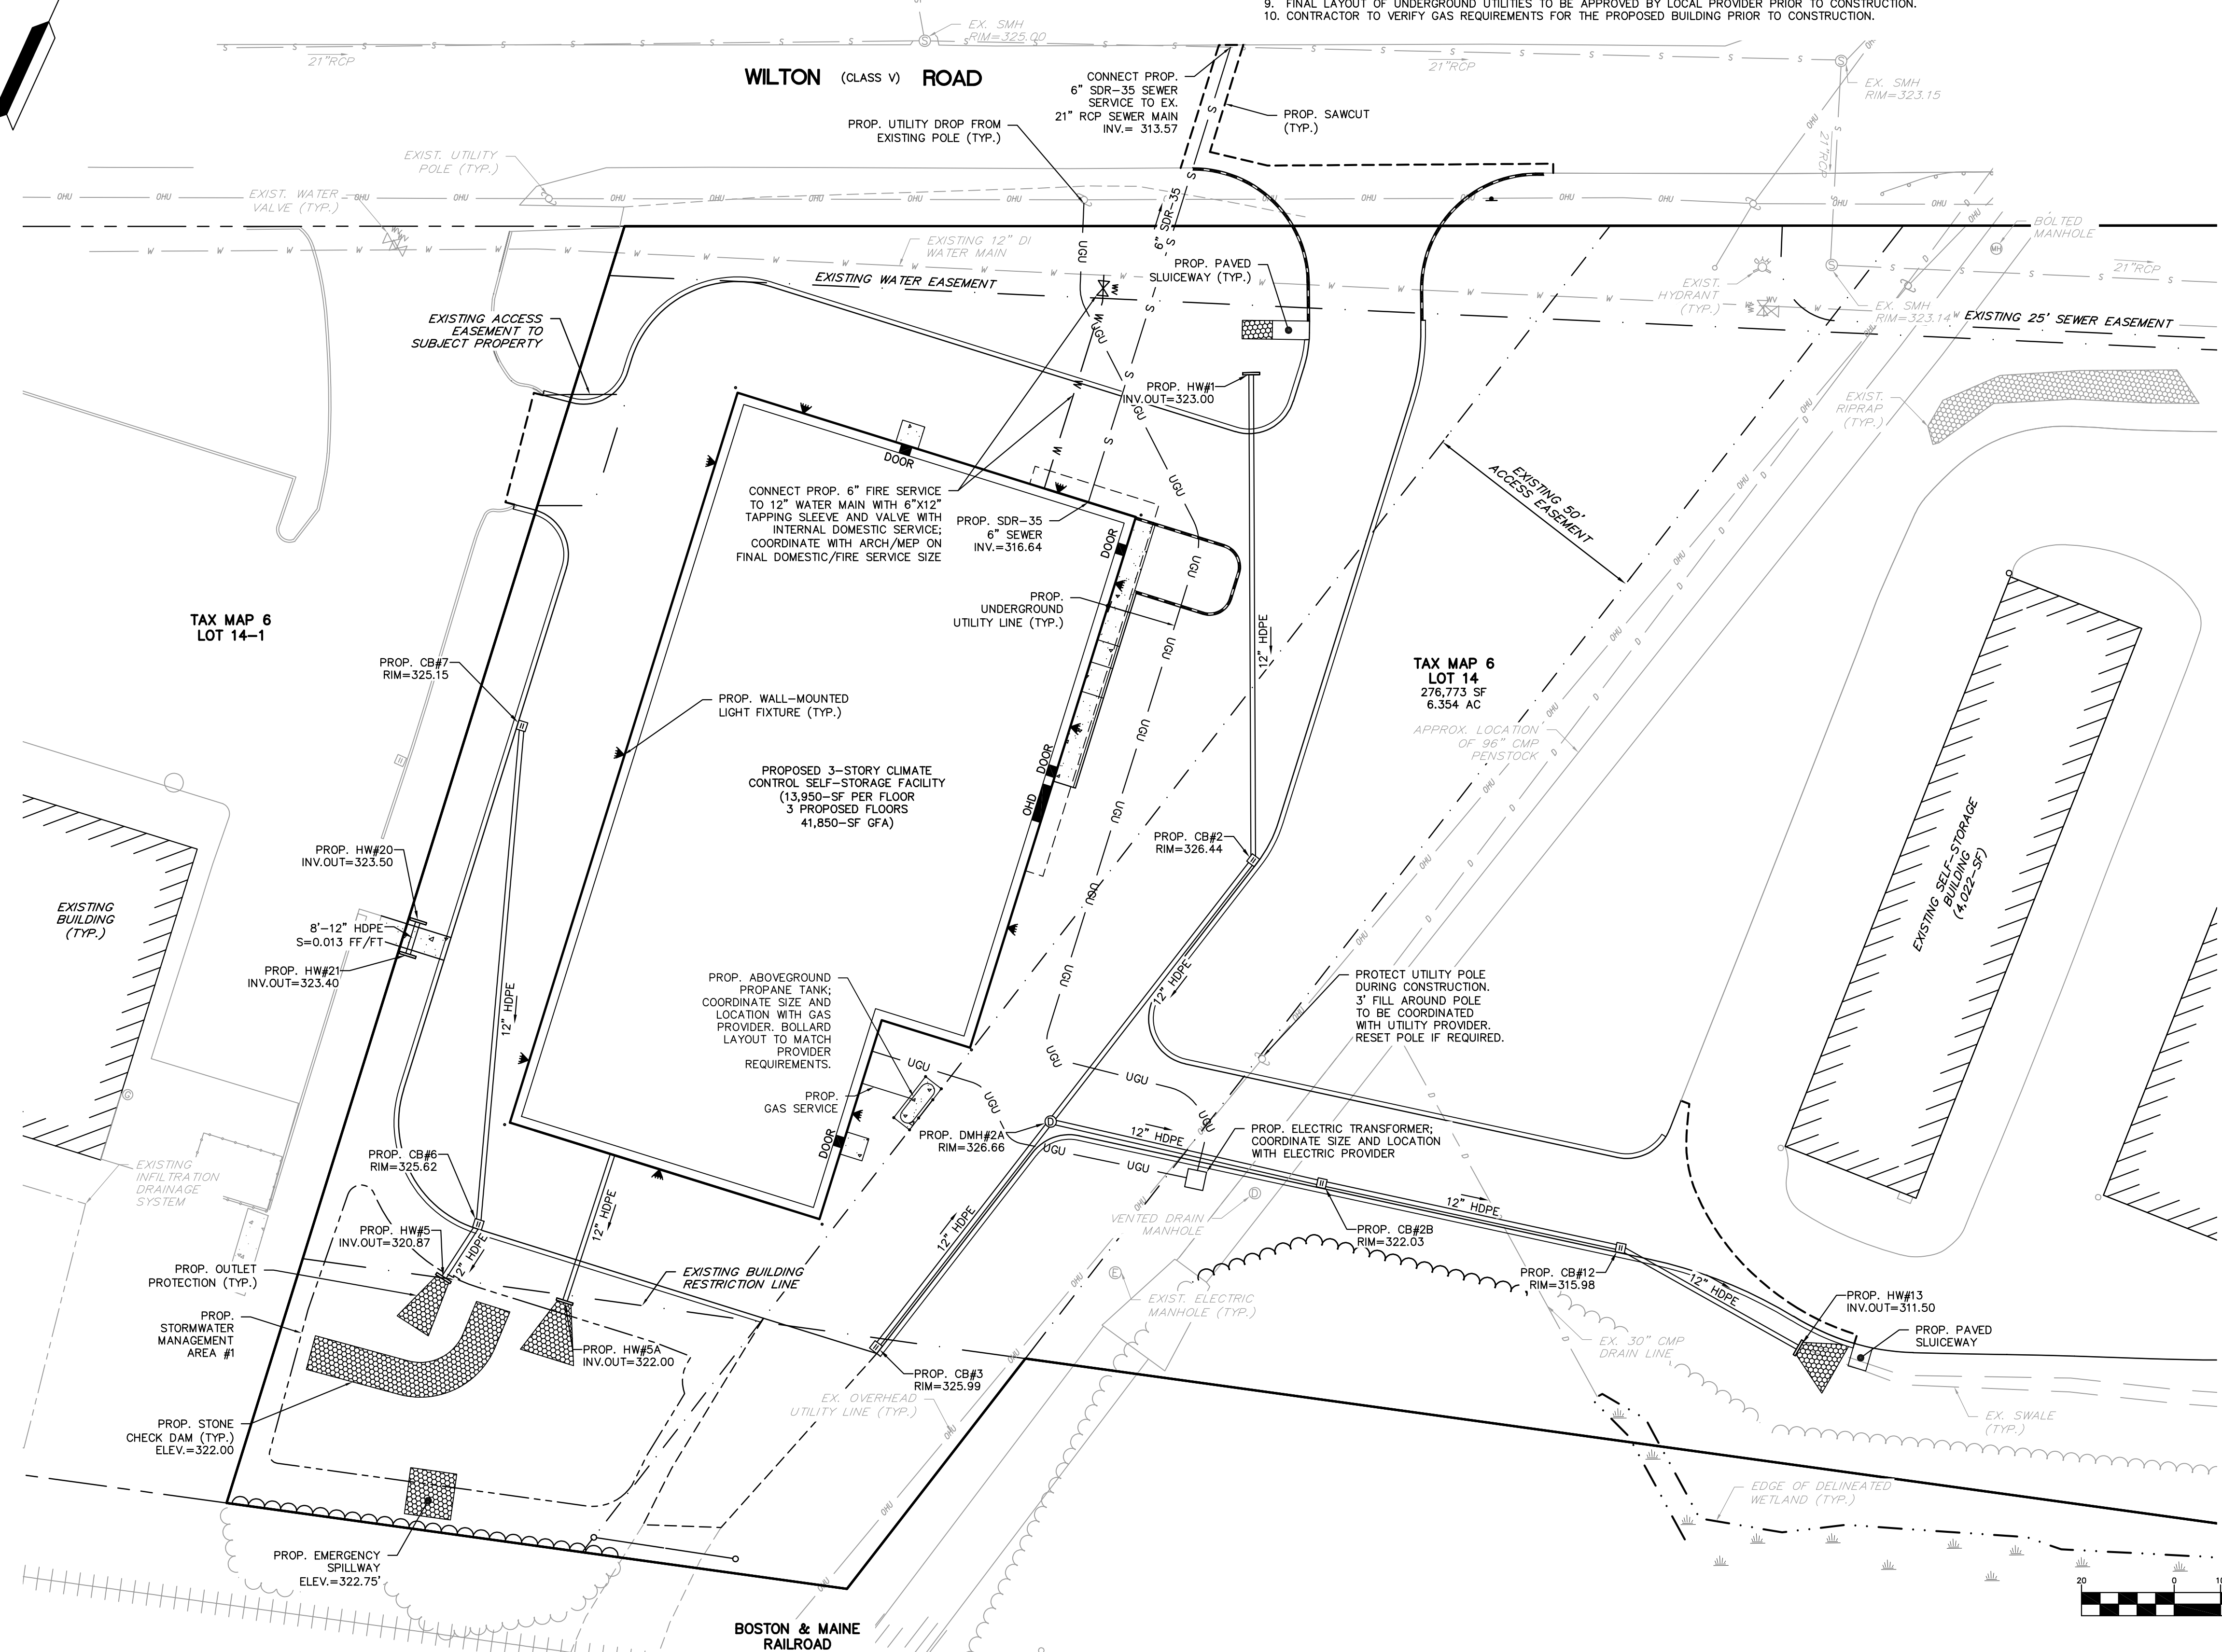 9. FINAL LAYOUT OF UNDERGROUND UTILITIES TO BE APPROVED BY LOCAL PROVIDER PRIOR TO CONSTRUCTION.
10. CONTRACTOR TO VERIFY GAS REQUIREMENTS FOR THE PROPOSED BUILDING PRIOR TO CONSTRUCTION.
EX. SMH
RIM=325.00
21"RCP
WILTON (CLASS V) ROAD
CONNECT PROP.
6" SDR-35 SEWER
SERVICE TO EX.
21" RCP SEWER MAIN
INV.= 313.57
21"RCP
EX. SMH
RIM=323.15
PROP. SAWCUT
(TYP.)
PROP. UTILITY DROP FROM
EXISTING POLE (TYP.)
21"RCP
EXIST. UTILITY
POLE (TYP.)
EXIST. WATER
VALVE (TYP.)
6" SDR-35
BOLTED
MANHOLE
EXISTING 12" DI
WATER MAIN
EXISTING WATER EASEMENT
PROP. PAVED
SLUICEWAY (TYP.)
EXIST.
HYDRANT
(TYP.)
21"RCP
EX. SMH
RIM=323.14
EXISTING 25' SEWER EASEMENT
EXISTING ACCESS
EASEMENT TO
SUBJECT PROPERTY
PROP. HW#1
INV.OUT=323.00
EXIST.
RIPRAP
(TYP.)
DOOR
EXISTING 50'
ACCESS EASEMENT
CONNECT PROP. 6" FIRE SERVICE
TO 12" WATER MAIN WITH 6"X12"
TAPPING SLEEVE AND VALVE WITH
INTERNAL DOMESTIC SERVICE;
COORDINATE WITH ARCH/MEP ON
FINAL DOMESTIC/FIRE SERVICE SIZE
PROP. SDR-35
6" SEWER
INV.=316.64
DOOR
PROP.
UNDERGROUND
UTILITY LINE (TYP.)
TAX MAP 6
LOT 14-1
12" HDPE
PROP. CB#7
RIM=325.15
TAX MAP 6
LOT 14
276,773 SF
6.354 AC
PROP. WALL-MOUNTED
LIGHT FIXTURE (TYP.)
APPROX. LOCATION
OF 96" CMP
PENSTOCK
DOOR
OHD
PROPOSED 3-STORY CLIMATE
CONTROL SELF-STORAGE FACILITY
(13,950-SF PER FLOOR
3 PROPOSED FLOORS
41,850-SF GFA)
PROP. CB#2
RIM=326.44
EXISTING SELF-STORAGE
BUILDING
(4,022-SF)
PROP. HW#20
INV.OUT=323.50
EXISTING
BUILDING
(TYP.)
8'-12" HDPE
S=0.013 FF/FT
PROP. HW#21
INV.OUT=323.40
12" HDPE
12" HDPE
PROP. ABOVEGROUND
PROPANE TANK;
COORDINATE SIZE AND
LOCATION WITH GAS
PROVIDER. BOLLARD
LAYOUT TO MATCH
PROVIDER
REQUIREMENTS.
PROTECT UTILITY POLE
DURING CONSTRUCTION.
3' FILL AROUND POLE
TO BE COORDINATED
WITH UTILITY PROVIDER.
RESET POLE IF REQUIRED.
PROP.
GAS SERVICE
DOOR
PROP. DMH#2A
RIM=326.66
12" HDPE
PROP. ELECTRIC TRANSFORMER;
COORDINATE SIZE AND LOCATION
WITH ELECTRIC PROVIDER
EXISTING
INFILTRATION
DRAINAGE
SYSTEM
PROP. CB#6
RIM=325.62
12" HDPE
12" HDPE
12" HDPE
VENTED DRAIN
MANHOLE
PROP. CB#2B
RIM=322.03
PROP. HW#5
INV.OUT=320.87
12" HDPE
PROP. OUTLET
PROTECTION (TYP.)
EXISTING BUILDING
RESTRICTION LINE
PROP. CB#12
RIM=315.98
12" HDPE
PROP. HW#13
INV.OUT=311.50
EXIST. ELECTRIC
MANHOLE (TYP.)
PROP.
STORMWATER
MANAGEMENT
AREA #1
PROP. HW#5A
INV.OUT=322.00
EX. 30" CMP
DRAIN LINE
PROP. PAVED
SLUICEWAY
PROP. CB#3
RIM=325.99
EX. OVERHEAD
UTILITY LINE (TYP.)
PROP. STONE
CHECK DAM (TYP.)
ELEV.=322.00
EX. SWALE
(TYP.)
EDGE OF DELINEATED
WETLAND (TYP.)
PROP. EMERGENCY
SPILLWAY
ELEV.=322.75'
20 0 10
BOSTON & MAINE
RAILROAD